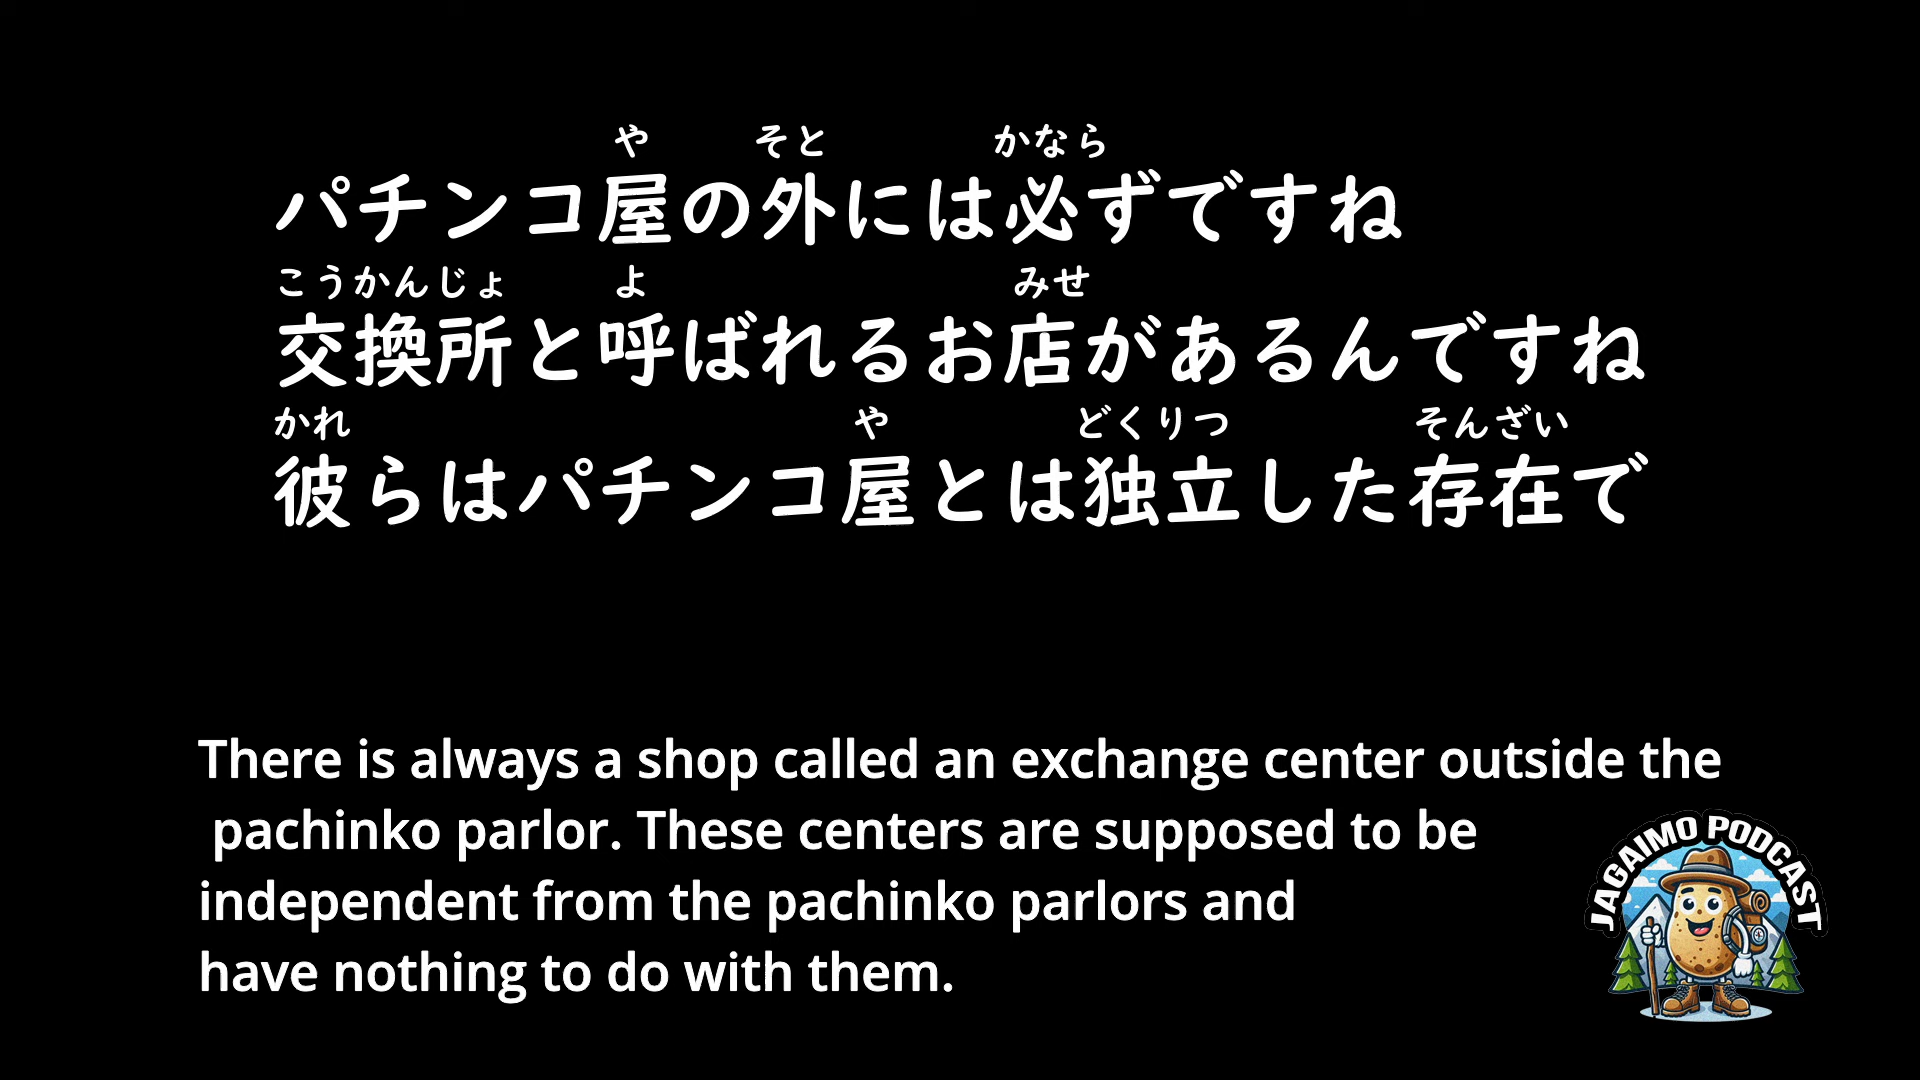 や そと かなら
パチンコ屋の外には必ずですね
こうかんじょ よ みせ
交換所と呼ばれるお店があるんですね
かれ や どくりつ そんざい
彼らはパチンコ屋とは独立した存在で
There is always a shop called an exchange center outside the
pachinko parlor. These centers are supposed to be
independent from the pachinko parlors and
have nothing to do with them.
JAGAIMO PODCAST